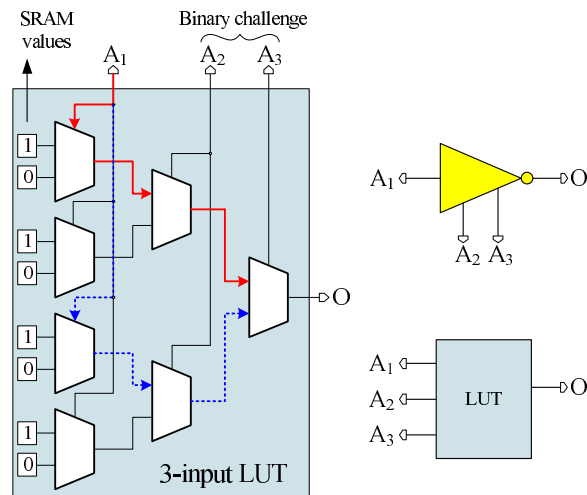 SRAM
values
Binary challenge
A1
A2
A3
1
0
1
0
1
0
1
0
O
3-input LUT
A1
O
A2
A3
A1
A2
A3
LUT
O